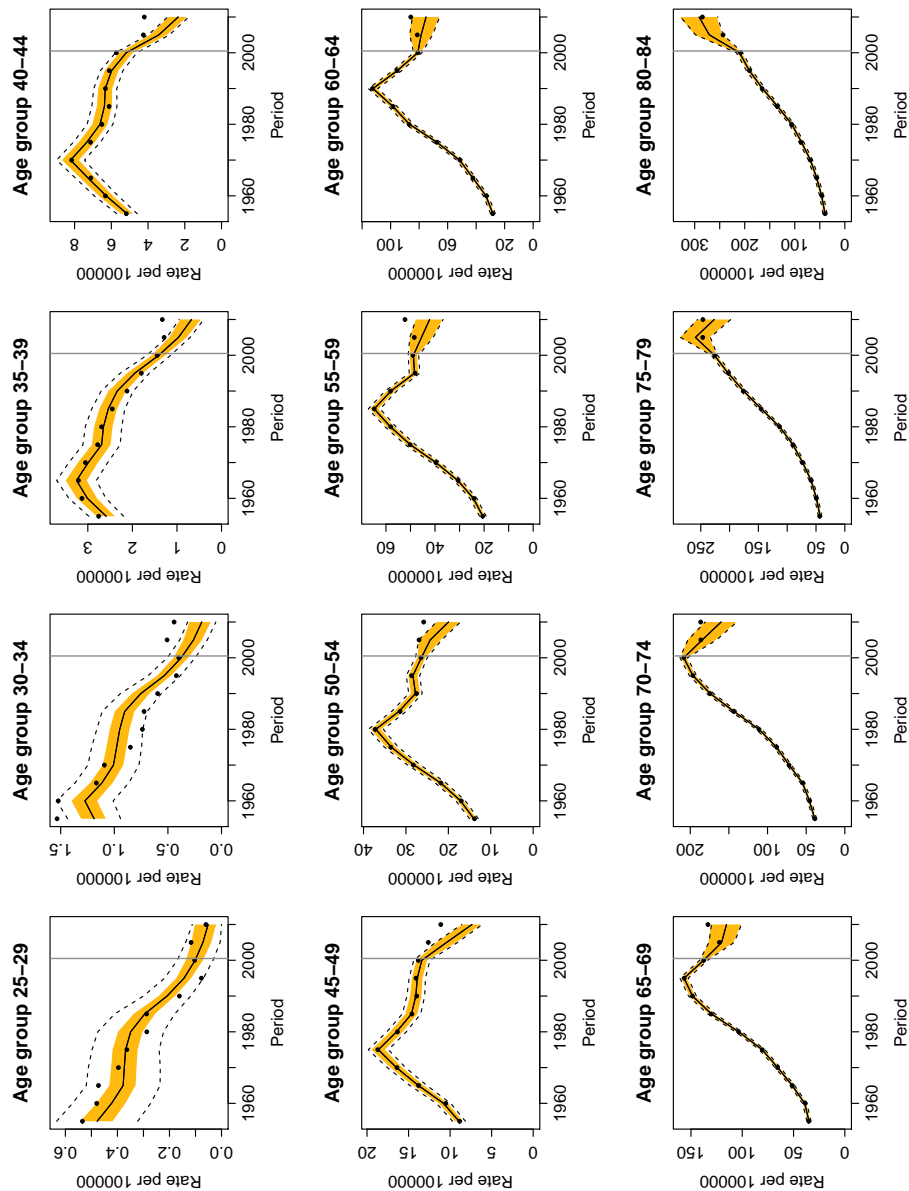 Age group 25−29
Rate per 100000
0.6
0.4
0.2
0.0
1960 1980 2000
Period
Age group 30−34
Rate per 100000
1.5
1.0
0.5
0.0
1960 1980 2000
Period
Age group 35−39
Rate per 100000
3
2
1
0
1960 1980 2000
Period
Age group 40−44
Rate per 100000
8
6
4
2
0
1960 1980 2000
Period
Age group 45−49
Rate per 100000
20
15
10
5
0
1960 1980 2000
Period
Age group 50−54
Rate per 100000
40
30
20
10
0
1960 1980 2000
Period
Age group 55−59
Rate per 100000
60
40
20
0
1960 1980 2000
Period
Age group 60−64
Rate per 100000
100
60
20
0
1960 1980 2000
Period
Age group 65−69
Rate per 100000
150
100
50
0
1960 1980 2000
Period
Age group 70−74
Rate per 100000
200
100
50
0
1960 1980 2000
Period
Age group 75−79
Rate per 100000
250
150
50
0
1960 1980 2000
Period
Age group 80−84
Rate per 100000
300
200
100
0
1960 1980 2000
Period